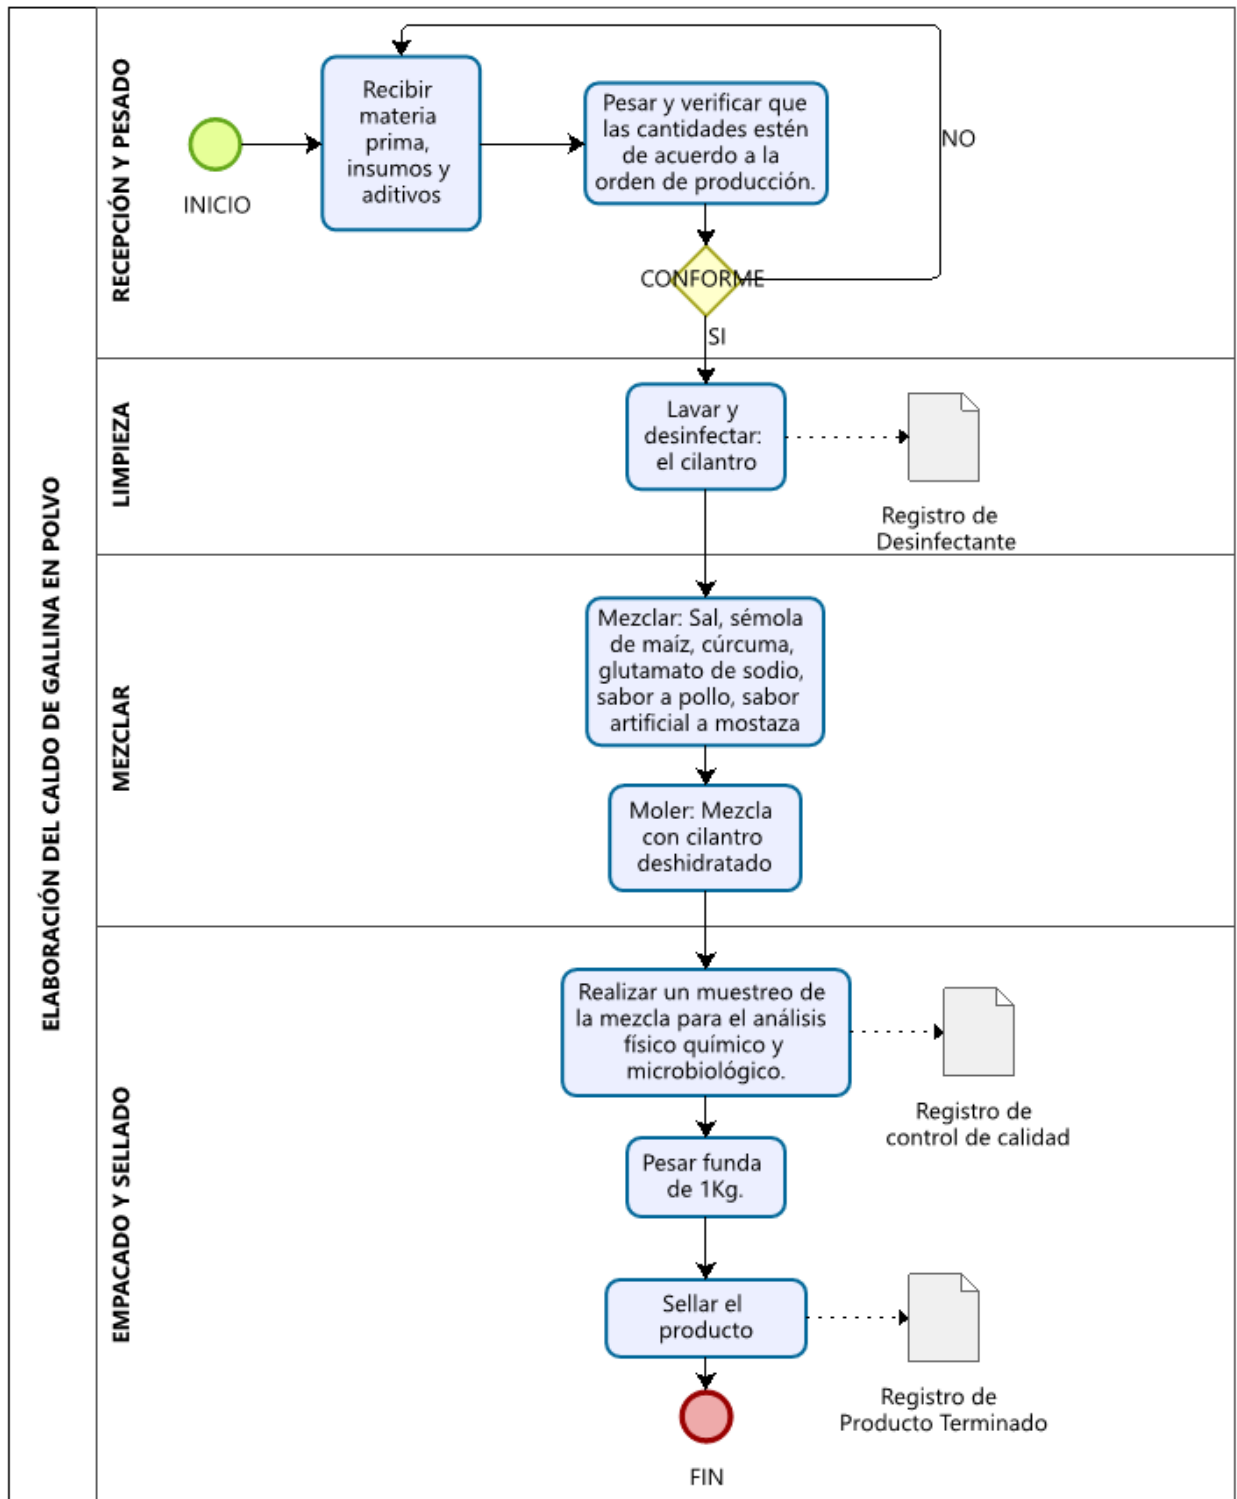 ELABORACIÓN DEL CALDO DE GALLINA EN POLVO
RECEPCIÓN Y PESADO
INICIO
Recibir
materia
prima,
insumos y
aditivos
Pesar y verificar que
las cantidades estén
de acuerdo a la
orden de producción.
NO
CONFORME
SI
LIMPIEZA
Lavar y
desinfectar:
el cilantro
Registro de
Desinfectante
MEZCLAR
Mezclar: Sal, sémola
de maíz, cúrcuma,
glutamato de sodio,
sabor a pollo, sabor
artificial a mostaza
Moler: Mezcla
con cilantro
deshidratado
EMPACADO Y SELLADO
Realizar un muestreo de
la mezcla para el análisis
físico químico y
microbiológico.
Registro de
control de calidad
Pesar funda
de 1Kg.
Sellar el
producto
Registro de
Producto Terminado
FIN